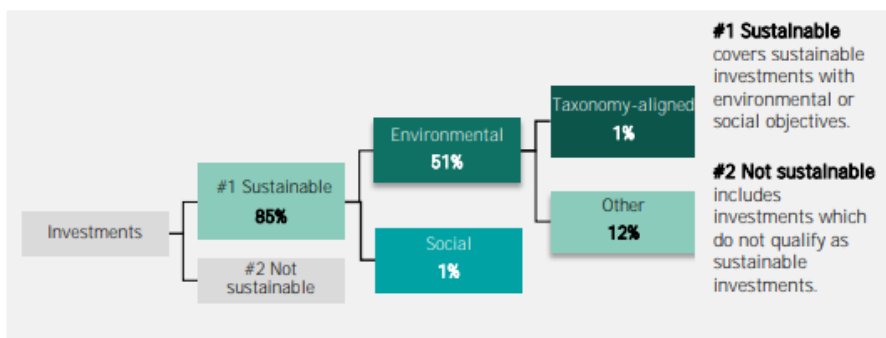 Investments
#1 Sustainable
85%
#2 Not
sustainable
Environmental
51%
Social
1%
Taxonomy-aligned
1%
Other
12%
#1 Sustainable
covers sustainable
investments with
environmental or
social objectives.
#2 Not sustainable
includes
investments which
do not qualify as
sustainable
investments.